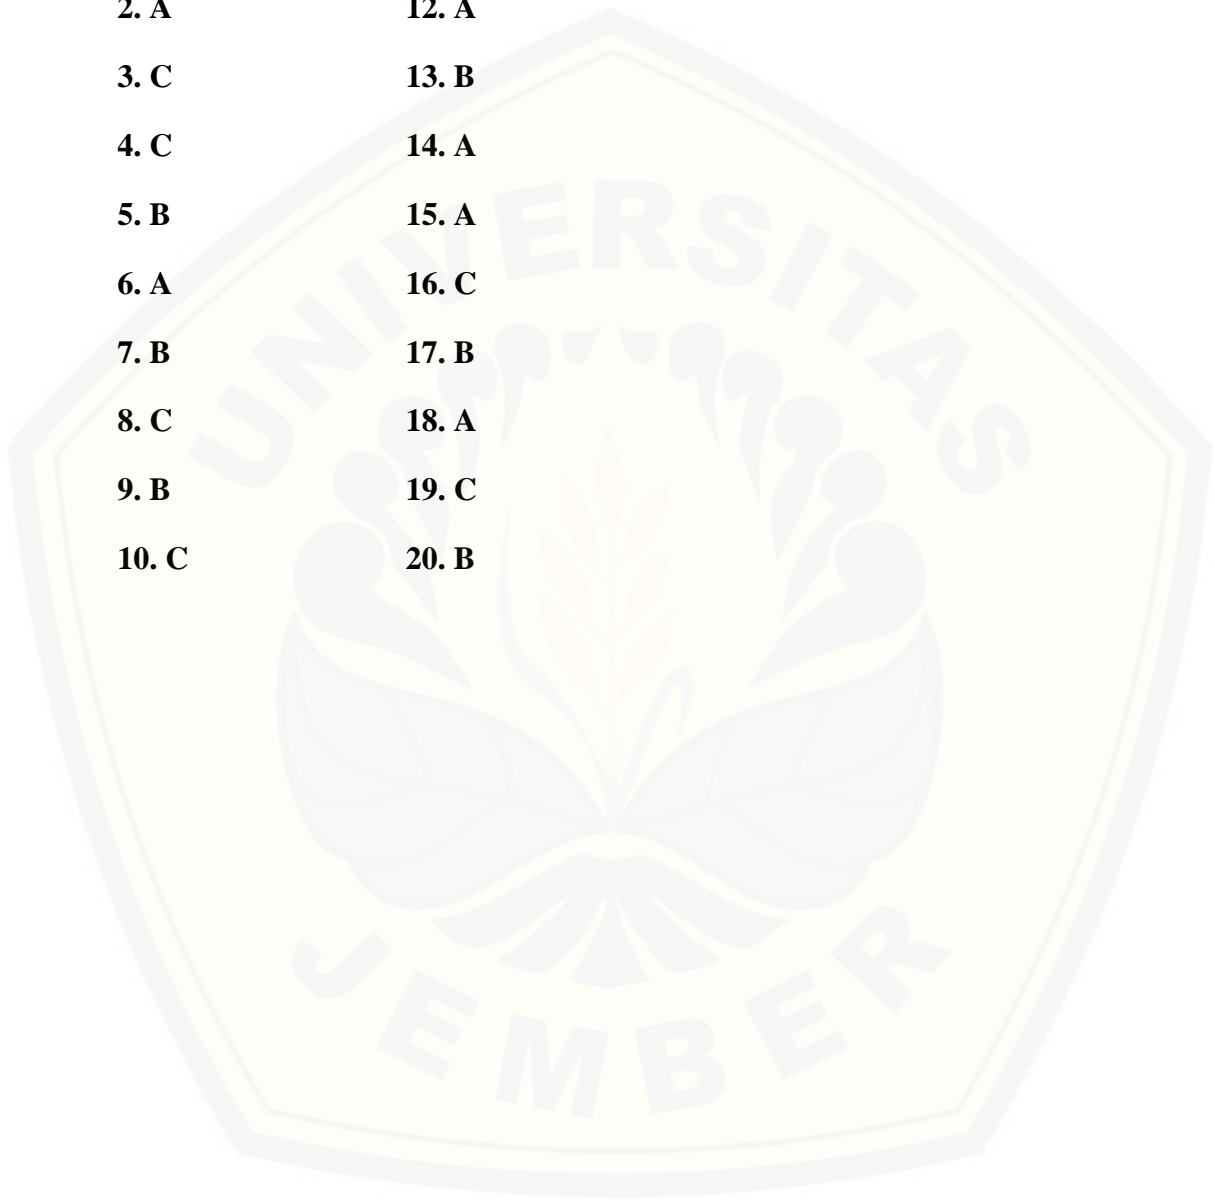 2. A 12. A
3. C 13. B
4. C 14. A
5. B 15. A
6. A 16. C
7. B 17. B
8. C 18. A
9. B 19. C
10. C 20. B
UNIVERSITAS
JEMBER